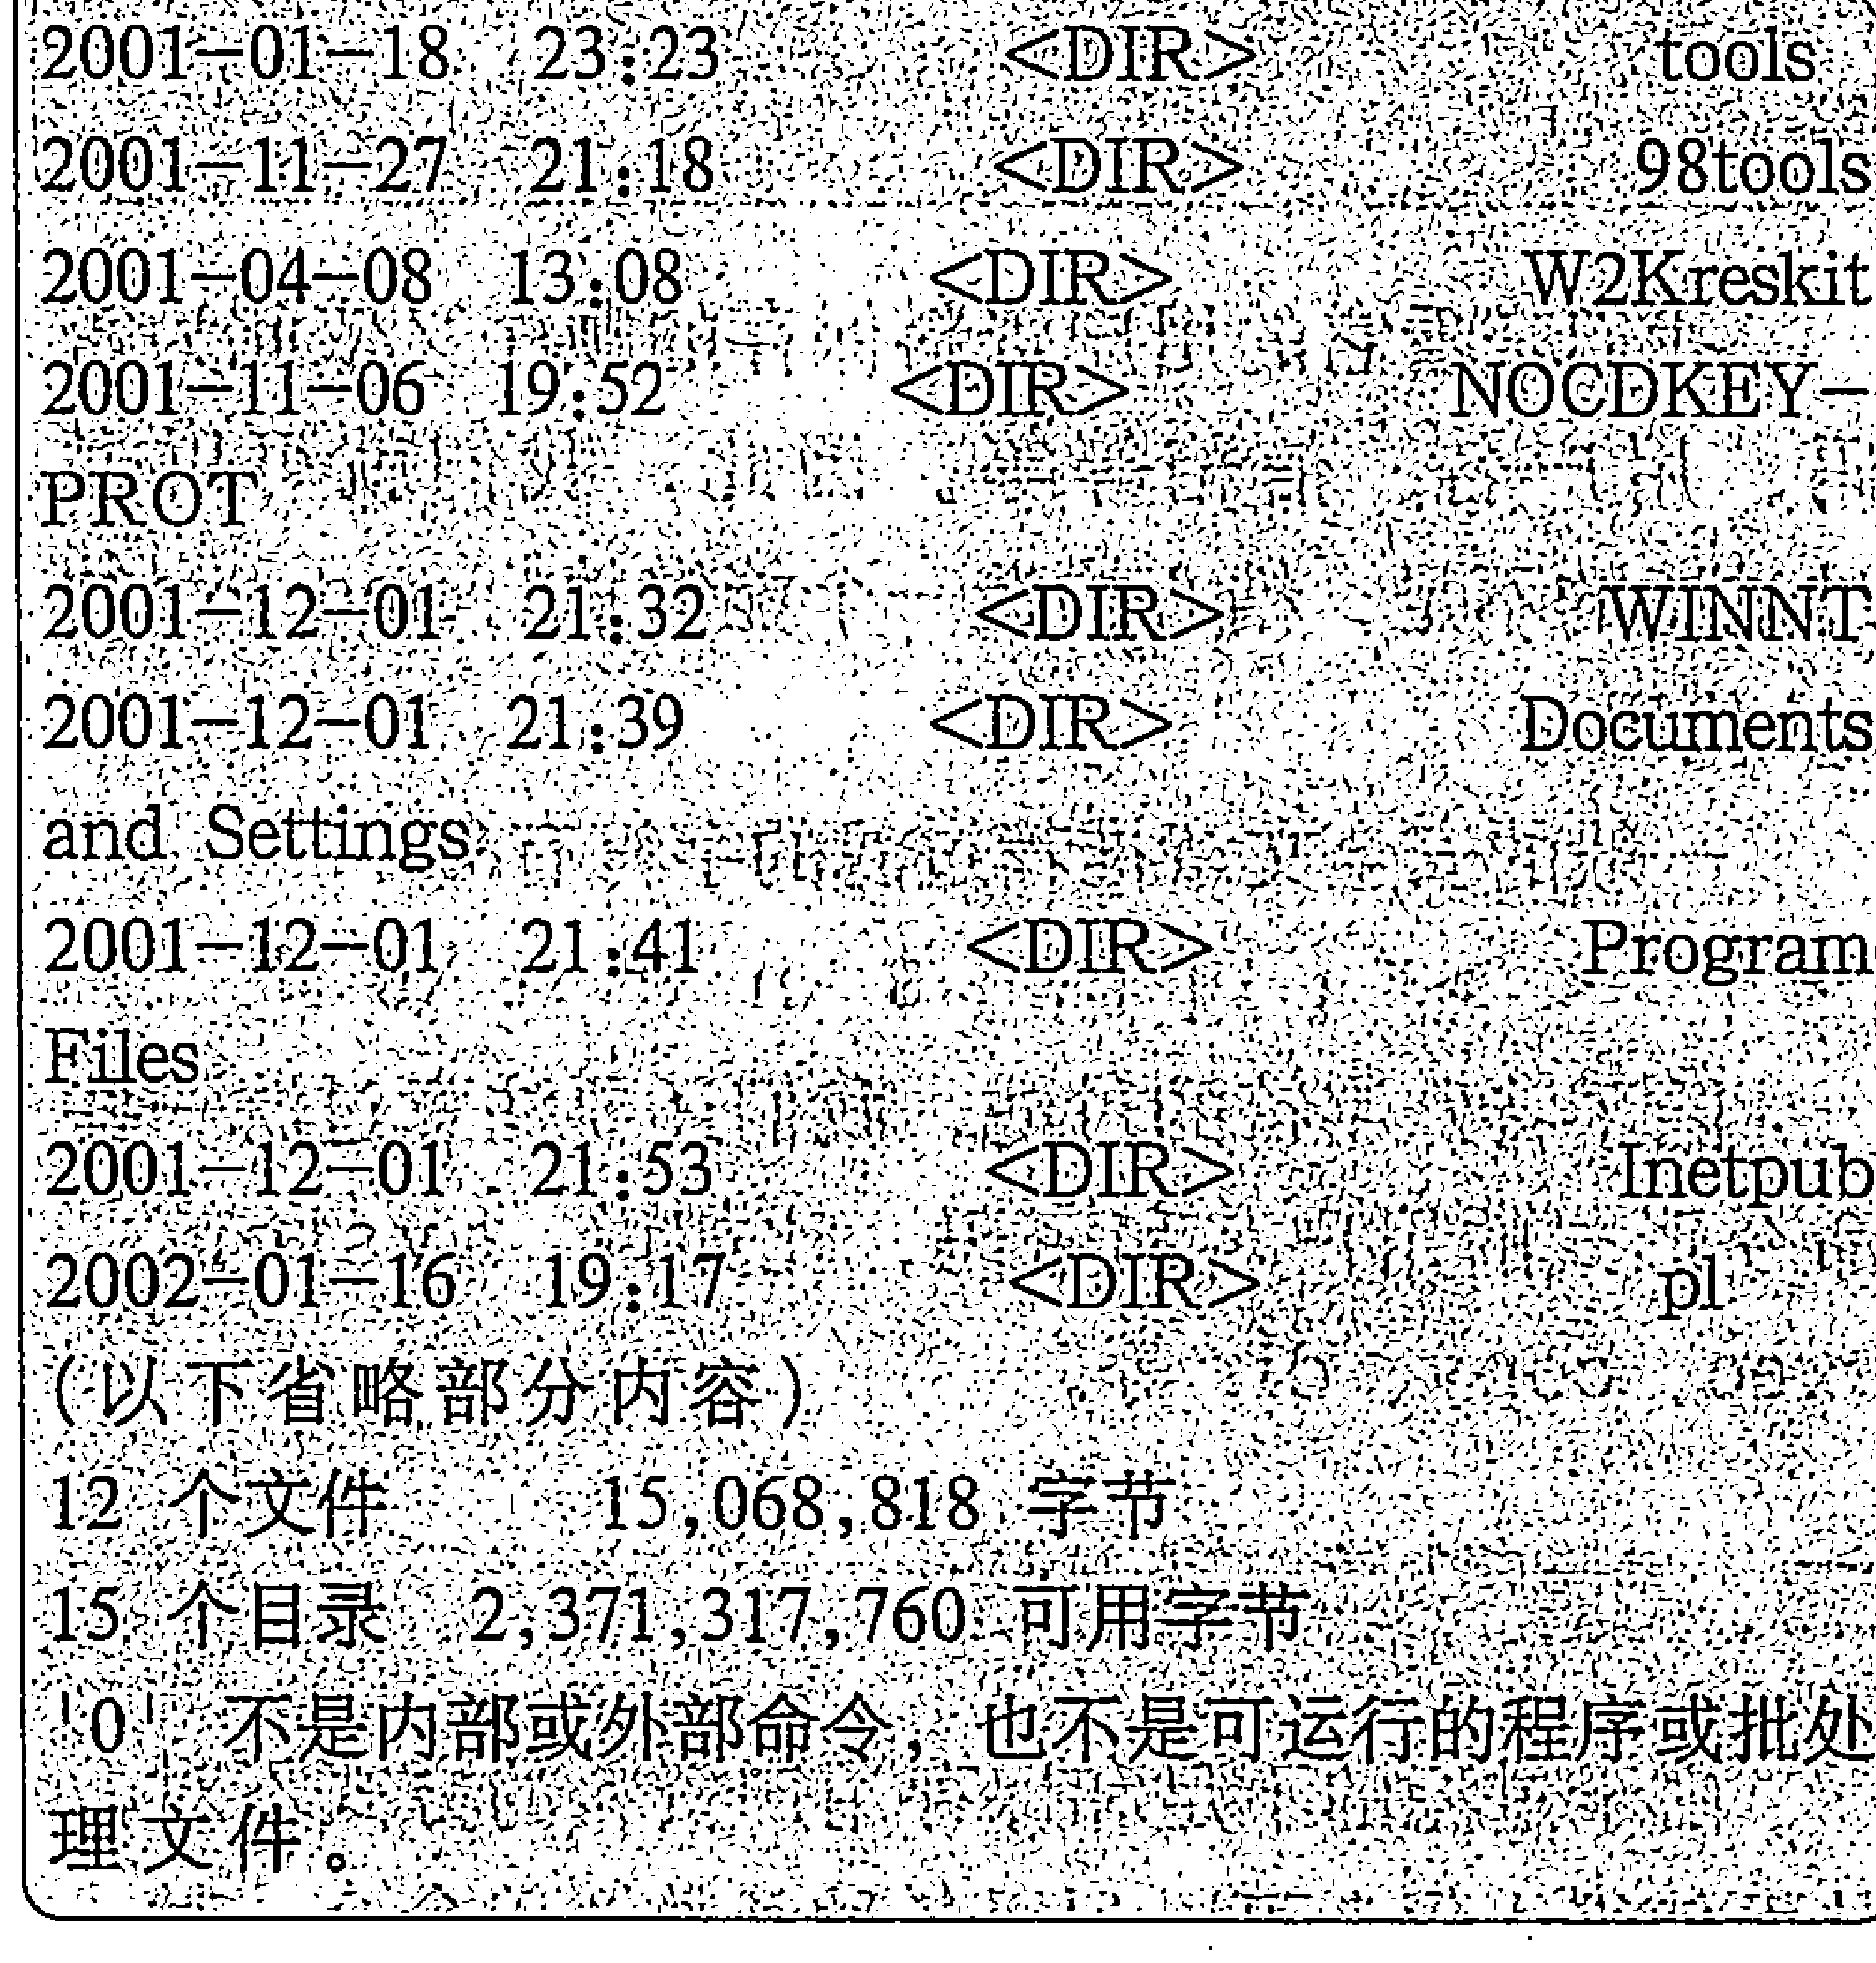 2001-01-18 23:23 <DIR> tools
2001-11-27 21:18 <DIR> 98tools
2001-04-08 13:08 <DIR> W2Kreskit
2001-11-06 19:52 <DIR> NOCDKEY-
PROT
2001-12-01 21:32 <DIR> WINNT
2001-12-01 21:39 <DIR> Documents
and Settings
2001-12-01 21:41 <DIR> Program
Files
2001-12-01 21:53 <DIR> Inetpub
2002-01-16 19:17 <DIR> pl
(以下省略部分内容)
12 个文件 15,068,818 字节
15 个目录 2,371,317,760 可用字节
'0' 不是内部或外部命令,也不是可运行的程序或批处
理文件。